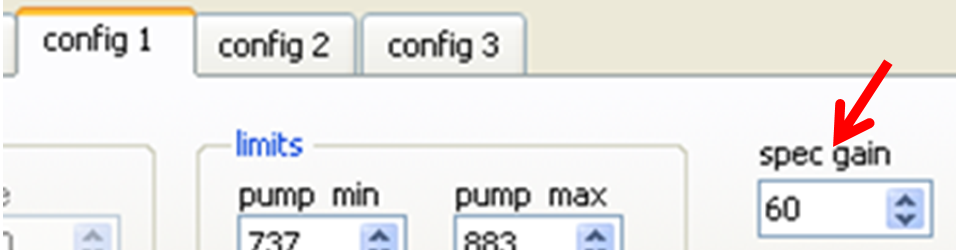 config 1
config 2
config 3
limits
spec gain
pump min
pump max
60
737
883